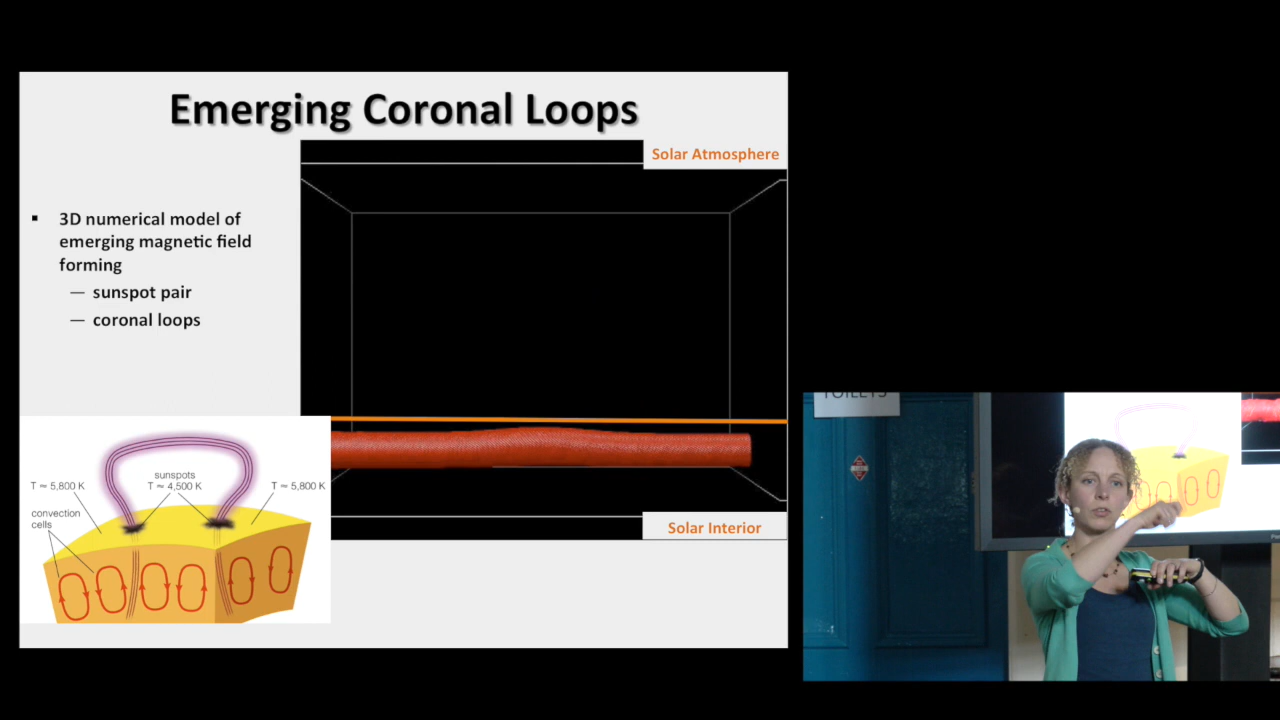 Emerging Coronal Loops
Solar Atmosphere
▪ 3D numerical model of
emerging magnetic field
forming
— sunspot pair
— coronal loops
sunspots
T ≈ 5,800 K
T ≈ 4,500 K
T ≈ 5,800 K
convection
cells
Solar Interior
TOILETS